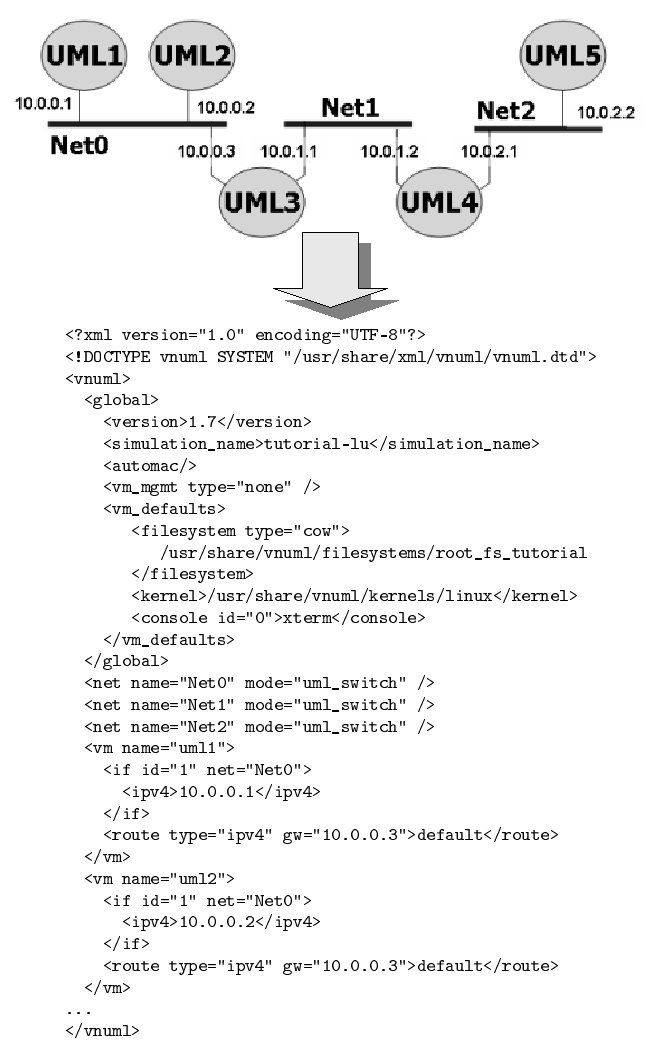 UML1 UML2 UML5
10.0.0.1 10.0.0.2 Net1 Net2 10.0.2.2
Net0 10.0.0.3 10.0.1.1 10.0.1.2 10.0.2.1
UML3 UML4
<?xml version="1.0" encoding="UTF-8"?>
<!DOCTYPE vnuml SYSTEM "/usr/share/xml/vnuml/vnuml.dtd">
<vnuml>
<global>
<version>1.7</version>
<simulation_name>tutorial-lu</simulation_name>
<automac/>
<vm_mgmt type="none" />
<vm_defaults>
<filesystem type="cow">
/usr/share/vnuml/filesystems/root_fs_tutorial
</filesystem>
<kernel>/usr/share/vnuml/kernels/linux</kernel>
<console id="0">xterm</console>
</vm_defaults>
</global>
<net name="Net0" mode="uml_switch" />
<net name="Net1" mode="uml_switch" />
<net name="Net2" mode="uml_switch" />
<vm name="uml1">
<if id="1" net="Net0">
<ipv4>10.0.0.1</ipv4>
</if>
<route type="ipv4" gw="10.0.0.3">default</route>
</vm>
<vm name="uml2">
<if id="1" net="Net0">
<ipv4>10.0.0.2</ipv4>
</if>
<route type="ipv4" gw="10.0.0.3">default</route>
</vm>
...
</vnuml>